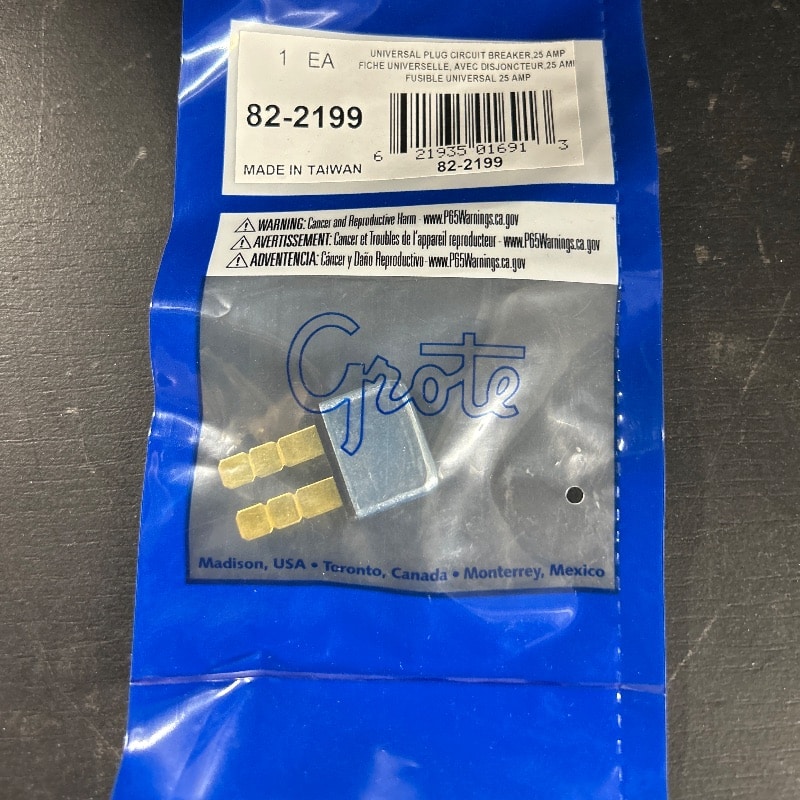 1 EA
UNIVERSAL PLUG CIRCUIT BREAKER,25 AMP
FICHE UNIVERSELLE, AVEC DISJONCTEUR,25 AM
FUSIBLE UNIVERSAL 25 AMP
82-2199
6 21935 01691 3
82-2199
MADE IN TAIWAN
WARNING: Cancer and Reproductive Harm - www.P65Warnings.ca.gov
AVERTISSEMENT: Cancer et Troubles de l'appareil reproducteur - www.P65Warnings.ca.gov
ADVENTENCIA: Cáncer y Daño Reproductivo - www.P65Warnings.ca.gov
Grote
Madison, USA • Toronto, Canada • Monterrey, Mexico